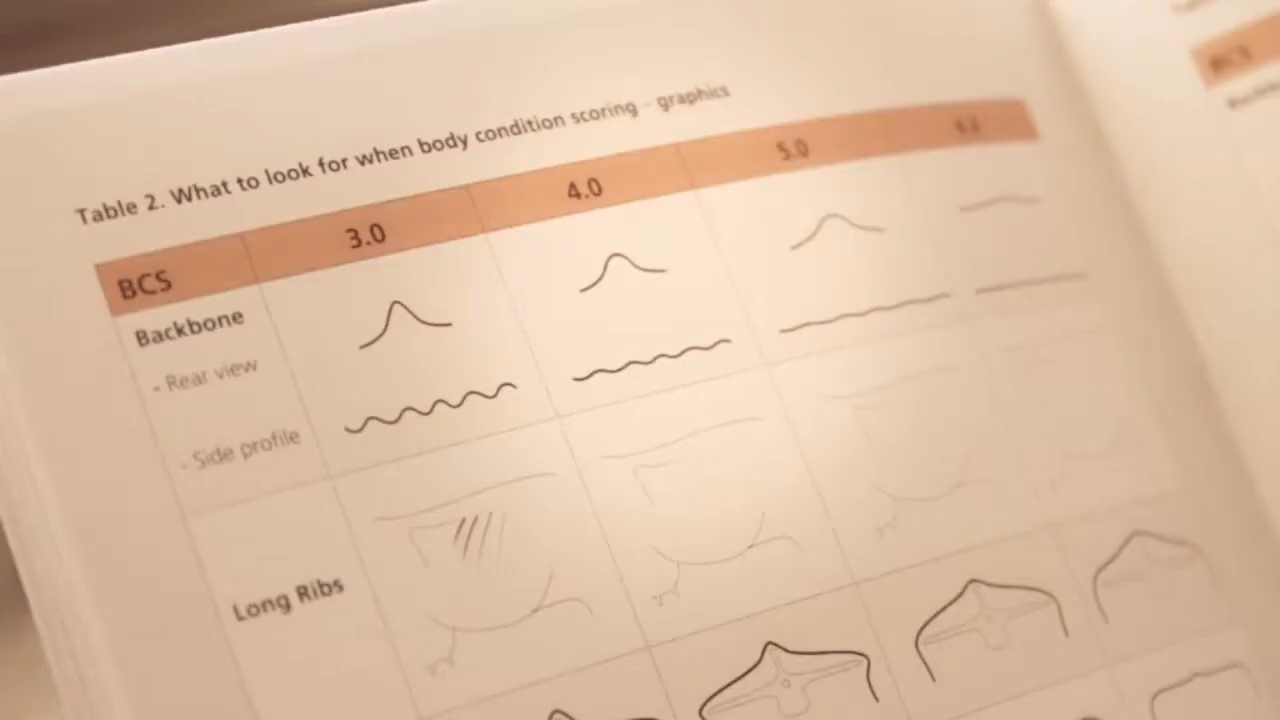 Table 2. What to look for when body condition scoring - graphics
BCS 3.0 4.0 5.0
Backbone
- Rear view
- Side profile
Long Ribs
BCS